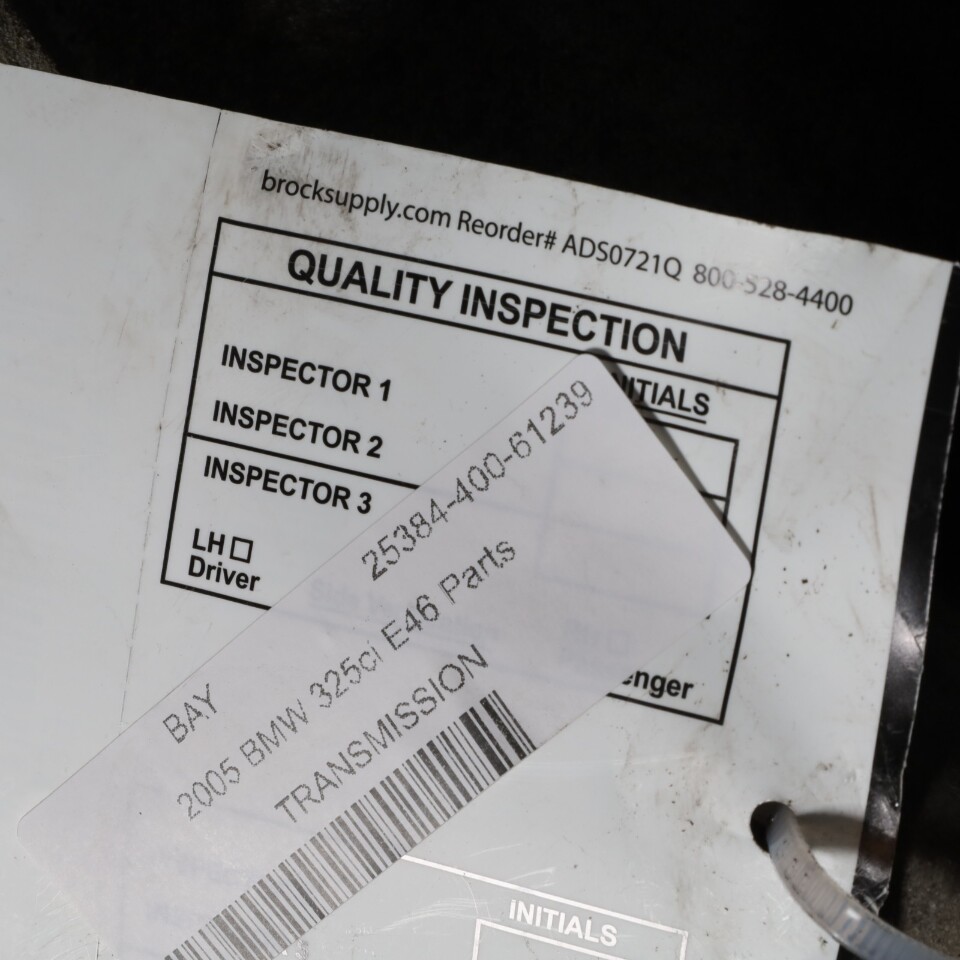 brocksupply.com Reorder# ADS0721Q 800-528-4400
QUALITY INSPECTION
INITIALS
INSPECTOR 1
INSPECTOR 2
INSPECTOR 3
LH
Driver
enger
25384-400-61239
BAY
2005 BMW 325ci E46 Parts
TRANSMISSION
INITIALS